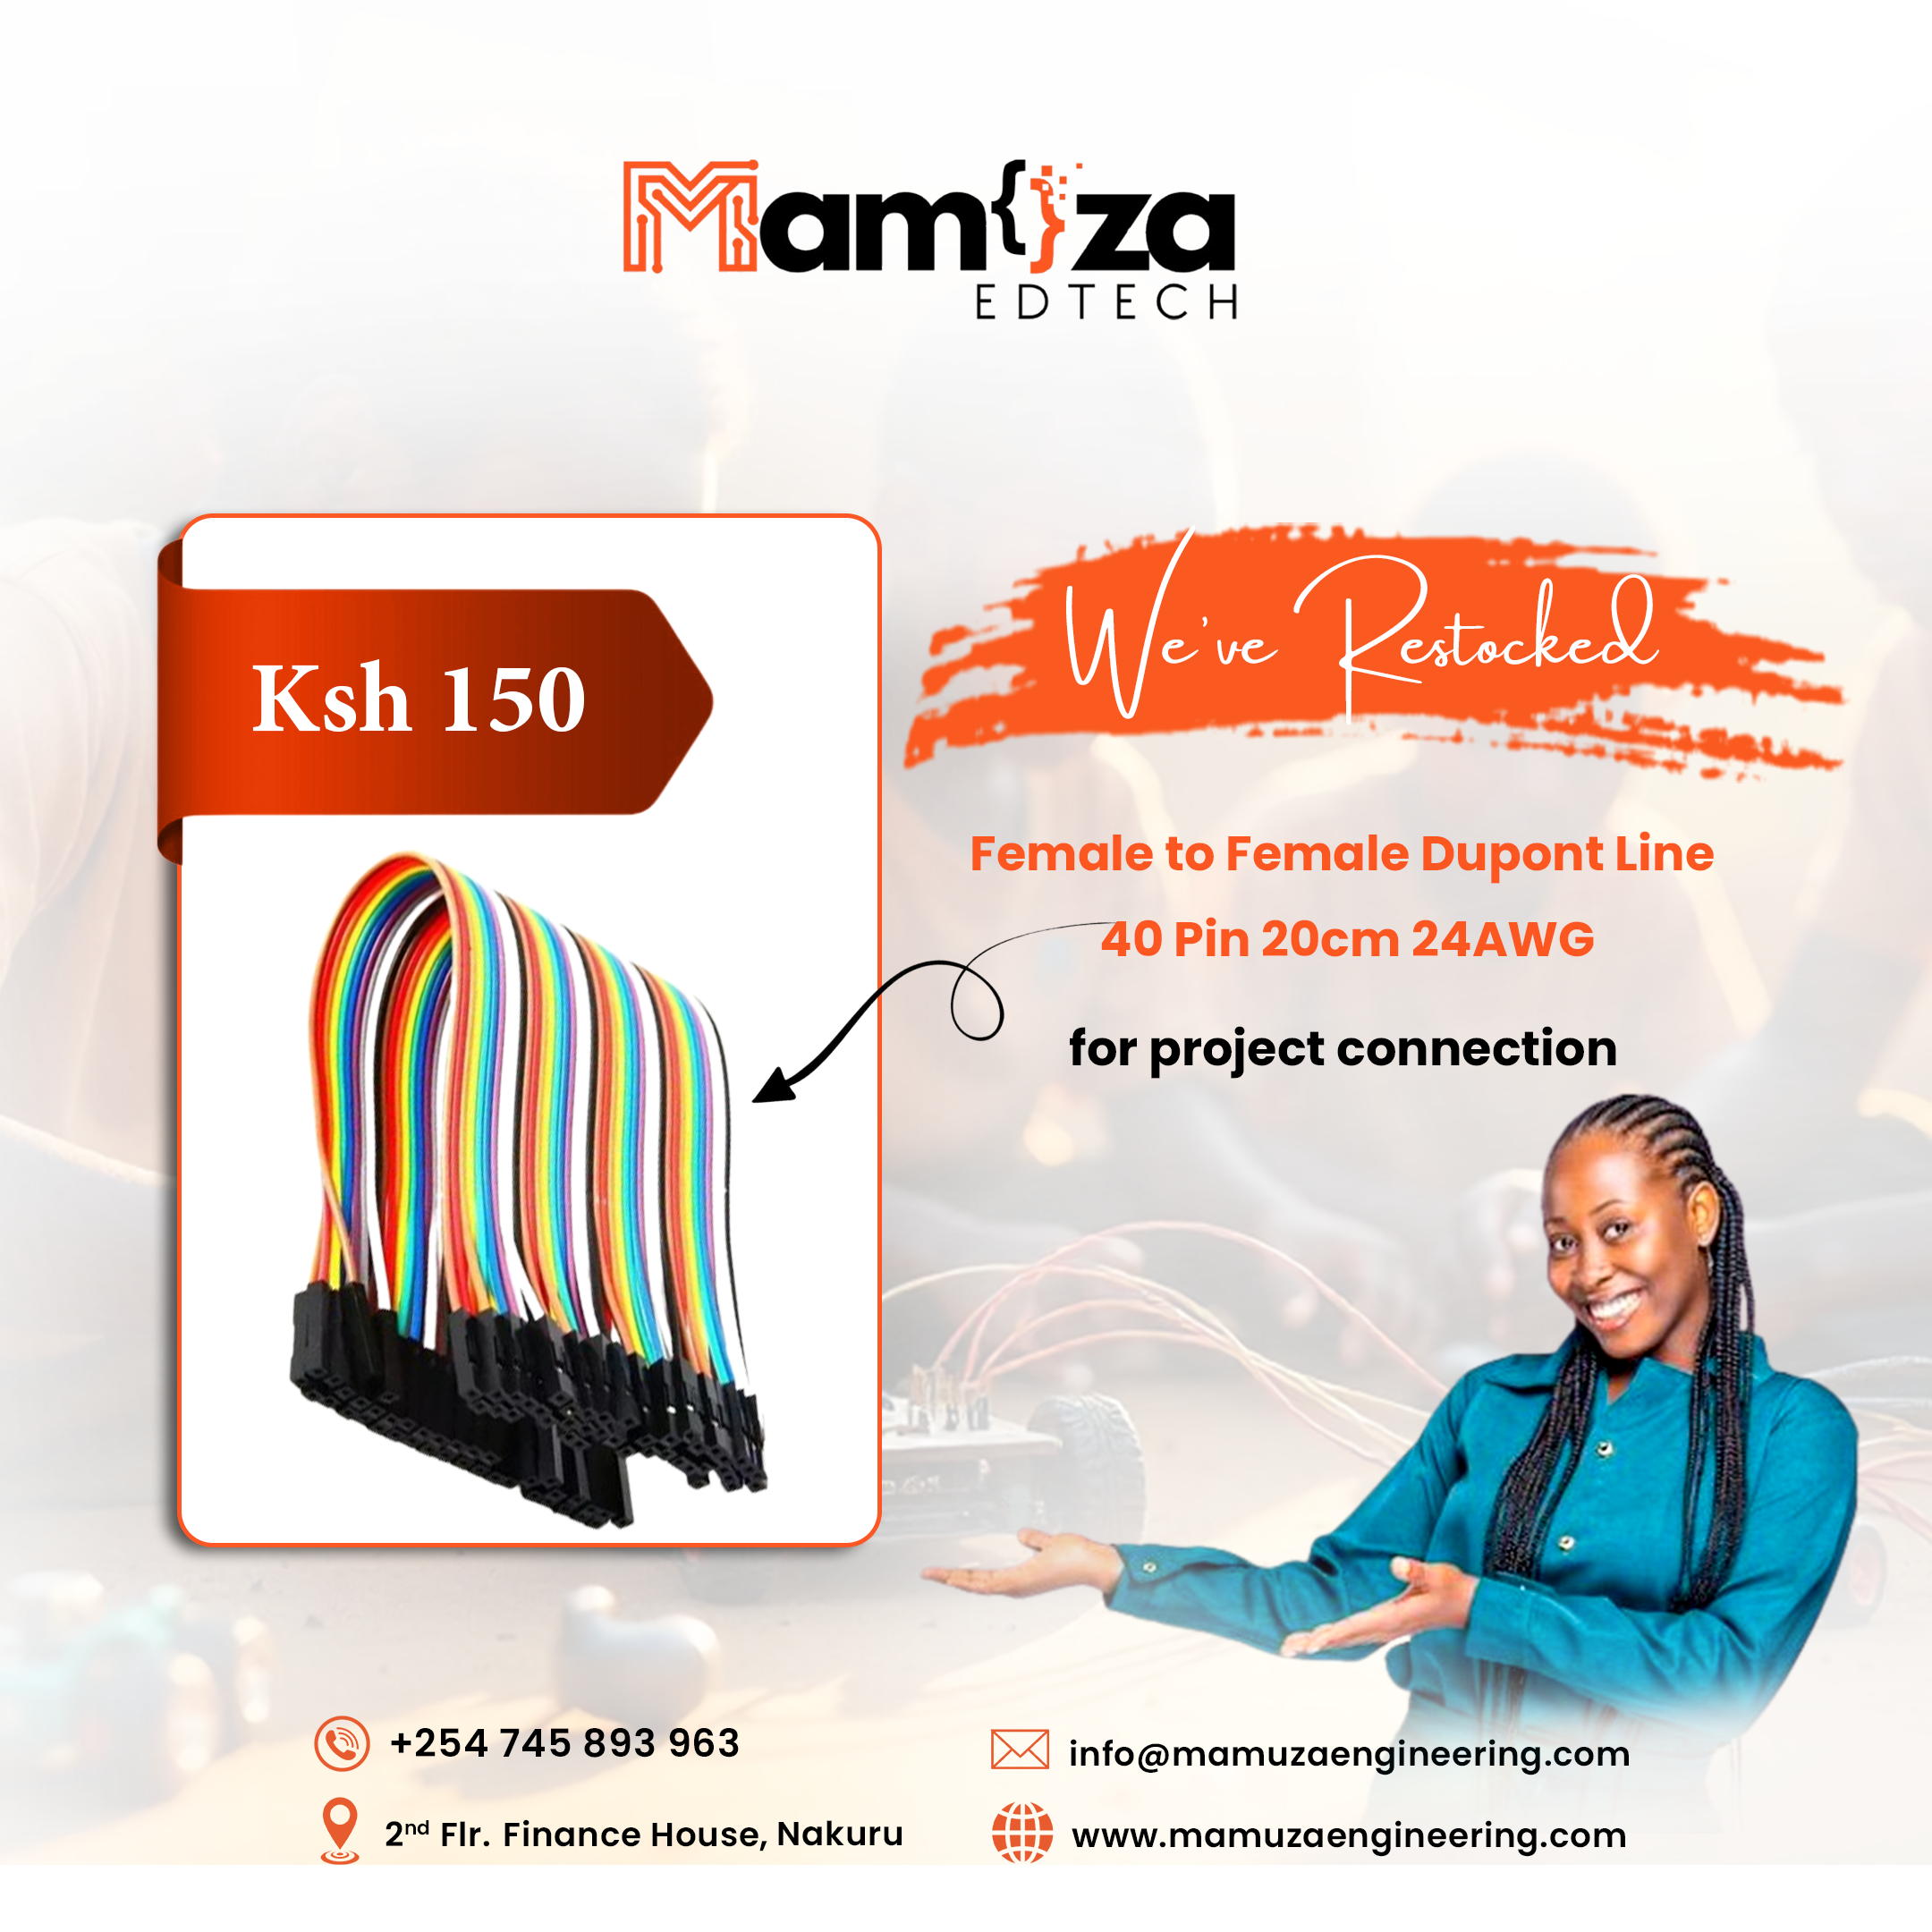 Mam{}za
EDTECH
Ksh 150
We've Restocked
Female to Female Dupont Line
40 Pin 20cm 24AWG
for project connection
+254 745 893 963
info@mamuzaengineering.com
2nd Flr. Finance House, Nakuru
www.mamuzaengineering.com